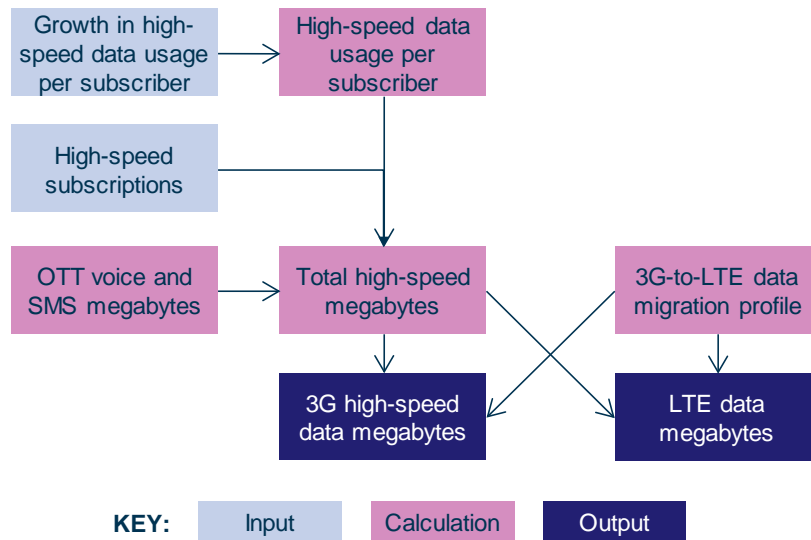 Growth in high-
speed data usage
per subscriber
High-speed data
usage per
subscriber
High-speed
subscriptions
OTT voice and
SMS megabytes
Total high-speed
megabytes
3G-to-LTE data
migration profile
3G high-speed
data megabytes
LTE data
megabytes
KEY:
Input
Calculation
Output